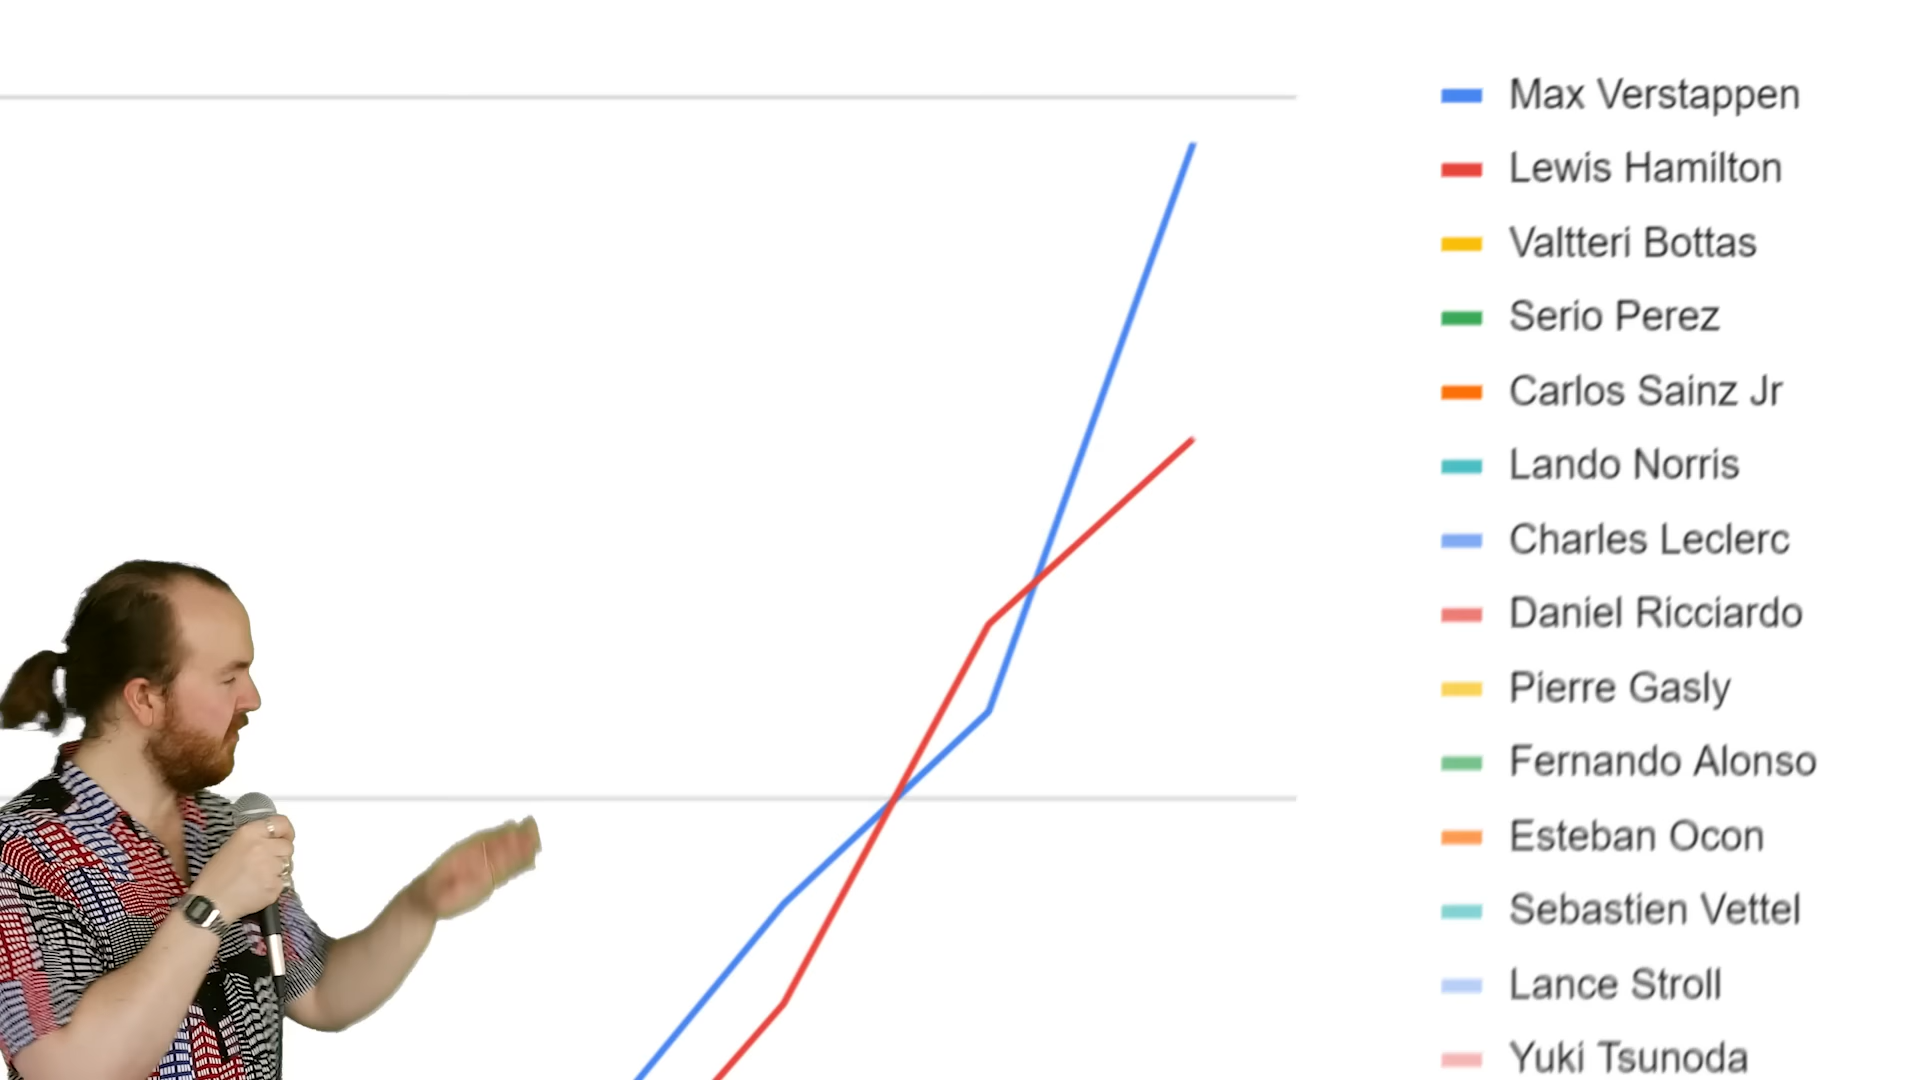 Max Verstappen
Lewis Hamilton
Valtteri Bottas
Serio Perez
Carlos Sainz Jr
Lando Norris
Charles Leclerc
Daniel Ricciardo
Pierre Gasly
Fernando Alonso
Esteban Ocon
Sebastien Vettel
Lance Stroll
Yuki Tsunoda